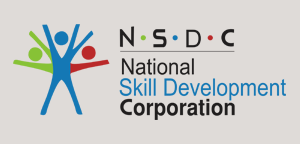 N·S·D·C
National
Skill Development
Corporation